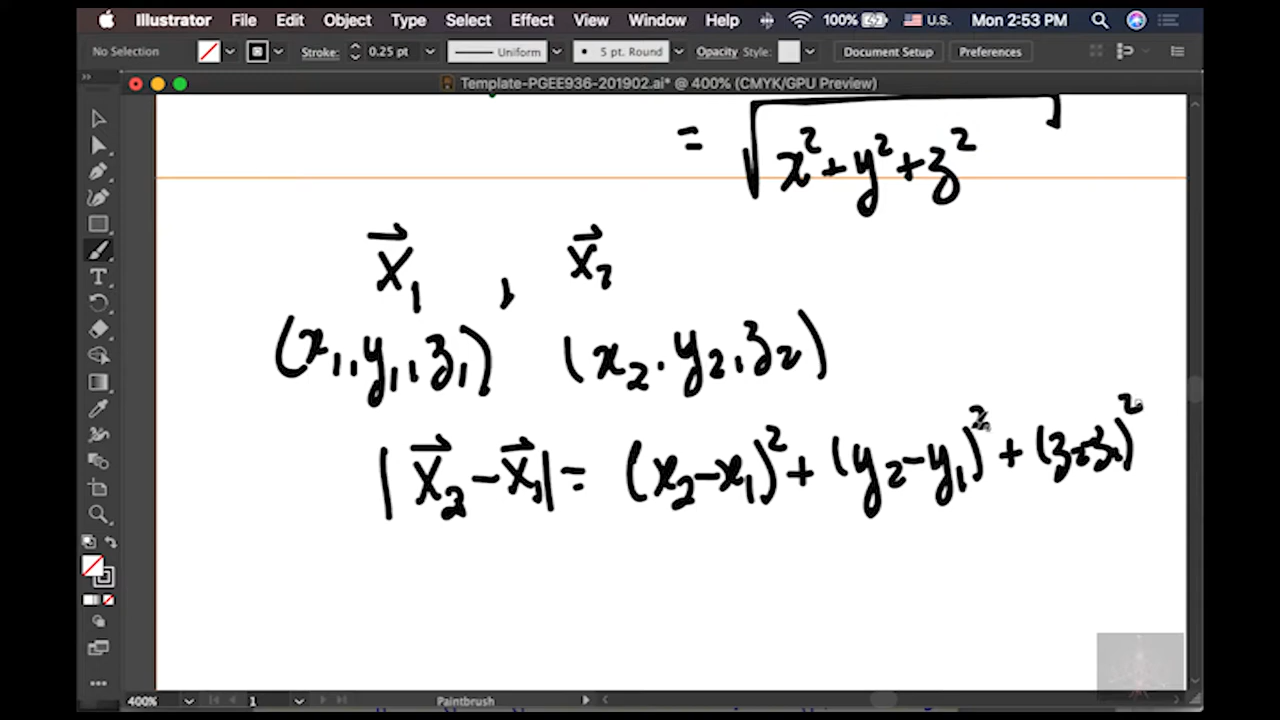 Illustrator File Edit Object Type Select Effect View Window Help 100% U.S. Mon 2:53 PM
No Selection Stroke: 0.25 pt Uniform 5 pt. Round Opacity Style: Document Setup Preferences
Template-PGEE936-201902.ai* @ 400% (CMYK/GPU Preview)
= √x²+y²+z²
x⃗₁ , x⃗₂
(x₁,y₁,z₁) (x₂.y₂,z₂)
|x⃗₂-x⃗₁|= (x₂-x₁)²+(y₂-y₁)²+(z₂-z₁)²
400% 1 Paintbrush